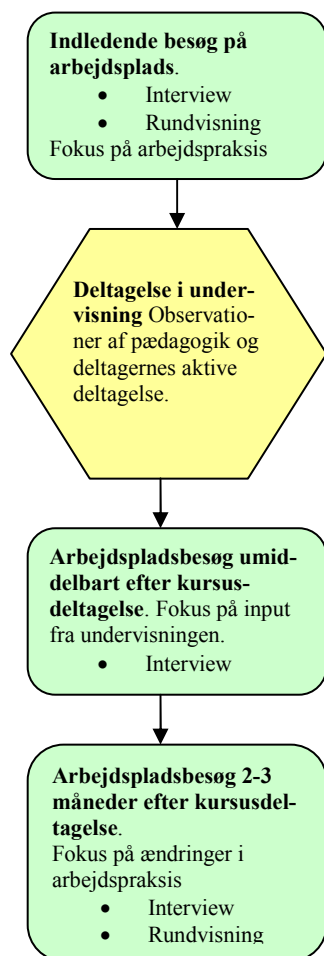 Indledende besøg på
arbejdsplads.
• Interview
• Rundvisning
Fokus på arbejdspraksis
Deltagelse i under-
visning Observatio-
ner af pædagogik og
deltagernes aktive
deltagelse.
Arbejdspladsbesøg umid-
delbart efter kursus-
deltagelse. Fokus på input
fra undervisningen.
• Interview
Arbejdspladsbesøg 2-3
måneder efter kursusdel-
tagelse.
Fokus på ændringer i
arbejdspraksis
• Interview
• Rundvisning